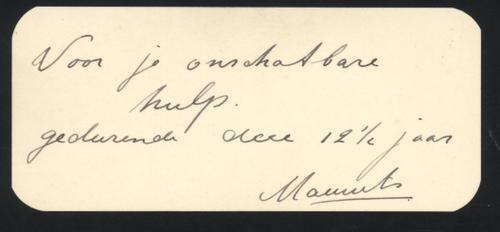 Voor je onschatbare
hulp.
gedurende deze 12½ jaar
Maurits